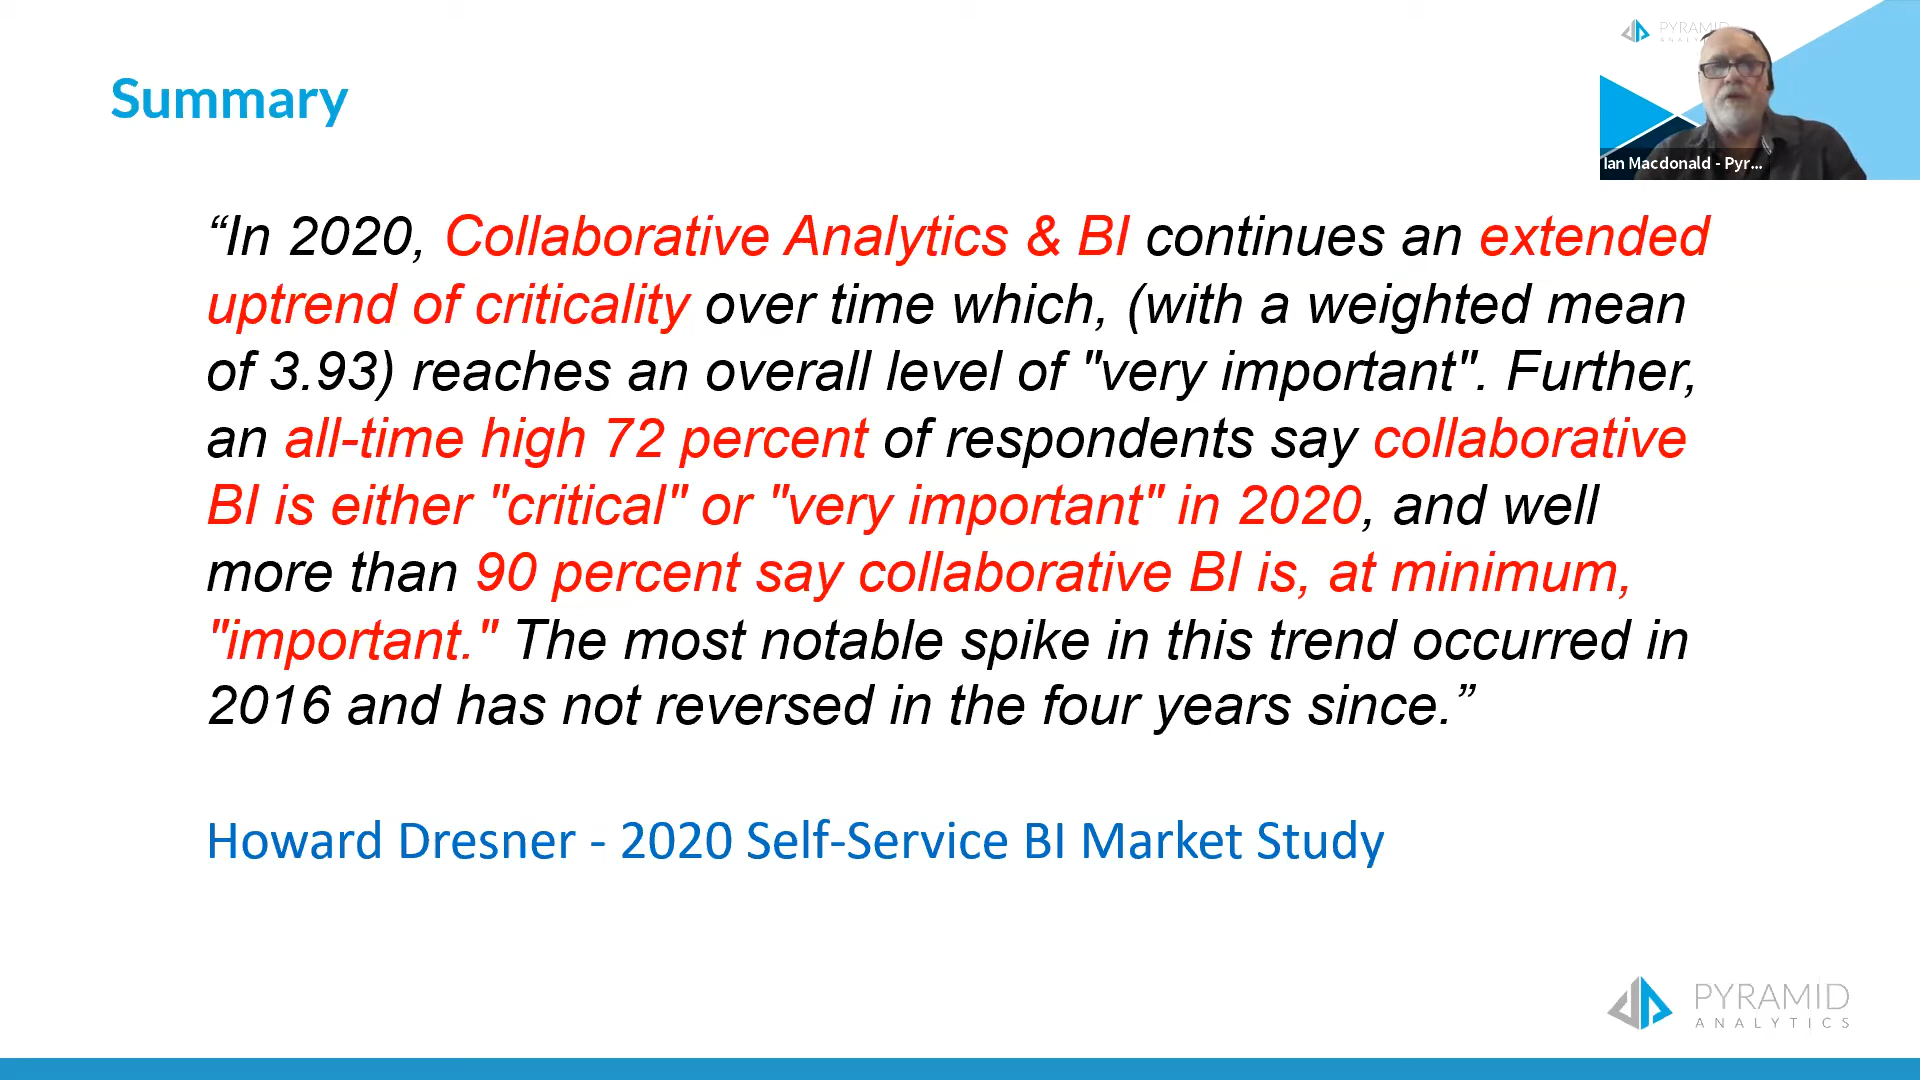 Summary
PYRAMID
Ian Macdonald - Pyr...
“In 2020, Collaborative Analytics & BI continues an extended
uptrend of criticality over time which, (with a weighted mean
of 3.93) reaches an overall level of "very important". Further,
an all-time high 72 percent of respondents say collaborative
BI is either "critical" or "very important" in 2020, and well
more than 90 percent say collaborative BI is, at minimum,
"important." The most notable spike in this trend occurred in
2016 and has not reversed in the four years since.”
Howard Dresner - 2020 Self-Service BI Market Study
PYRAMID
ANALYTICS